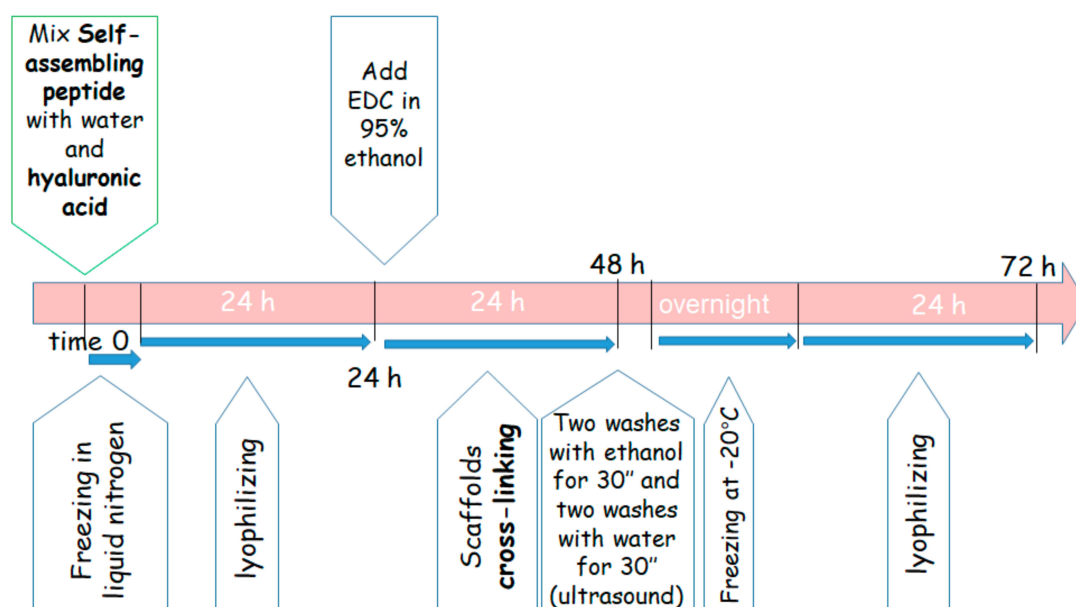 Mix Self-
assembling
peptide
with water
and
hyaluronic
acid
Add
EDC in
95%
ethanol
48 h
72 h
24 h
24 h
overnight
24 h
time 0
24 h
Freezing in
liquid nitrogen
lyophilizing
Scaffolds
cross-linking
Two washes
with ethanol
for 30″ and
two washes
with water
for 30″
(ultrasound)
Freezing at -20°C
lyophilizing